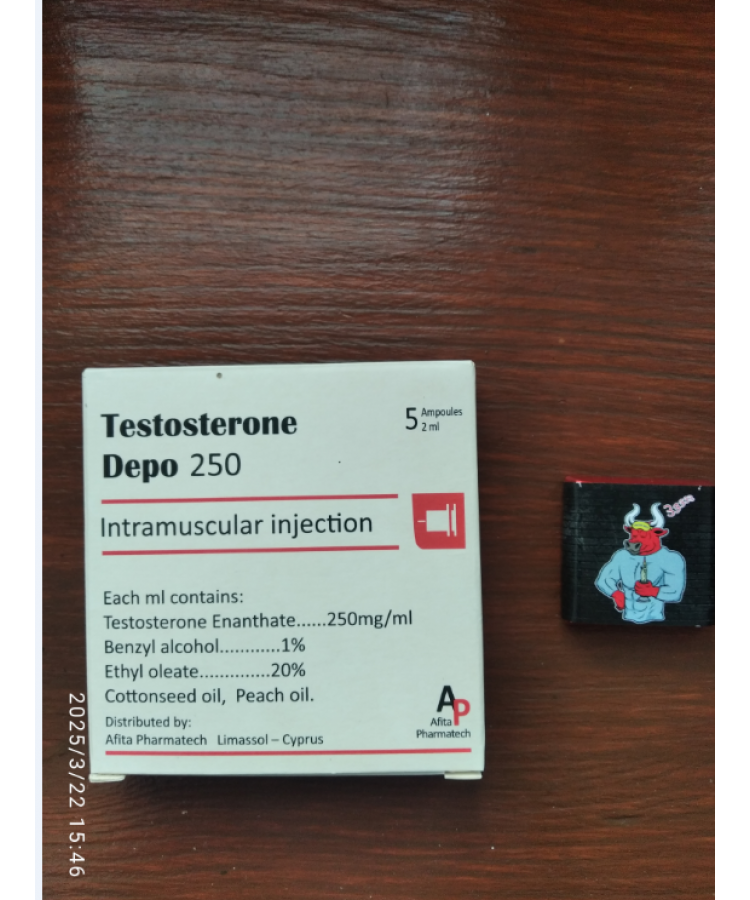 Testosterone
Depo 250
5 Ampoules
2 ml
Intramuscular injection
Each ml contains:
Testosterone Enanthate......250mg/ml
Benzyl alcohol............1%
Ethyl oleate..............20%
Cottonseed oil, Peach oil.
Distributed by:
Afita Pharmatech Limassol – Cyprus
AP
Afita
Pharmatech
2025/3/22 15:46